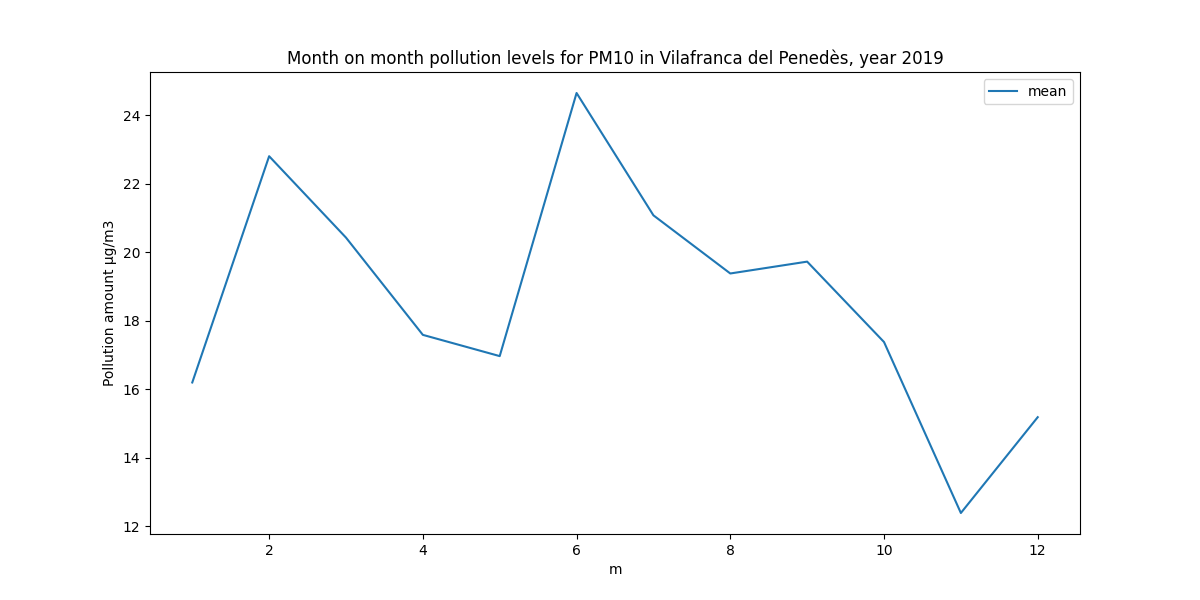 Month on month pollution levels for PM10 in Vilafranca del Penedès, year 2019
mean
Pollution amount µg/m3
24
22
20
18
16
14
12
2 4 6 8 10 12
m